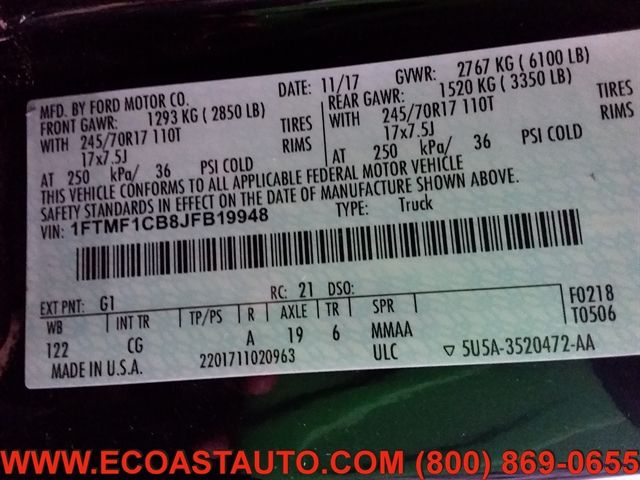 MFD. BY FORD MOTOR CO.
DATE: 11/17 GVWR: 2767 KG ( 6100 LB)
FRONT GAWR: 1293 KG ( 2850 LB) REAR GAWR: 1520 KG ( 3350 LB)
WITH 245/70R17 110T TIRES WITH 245/70R17 110T TIRES
17x7.5J RIMS 17x7.5J RIMS
AT 250 kPa/ 36 PSI COLD AT 250 kPa/ 36 PSI COLD
THIS VEHICLE CONFORMS TO ALL APPLICABLE FEDERAL MOTOR VEHICLE
SAFETY STANDARDS IN EFFECT ON THE DATE OF MANUFACTURE SHOWN ABOVE.
VIN: 1FTMF1CB8JFB19948 TYPE: Truck
EXT PNT: G1 RC: 21 DSO: F0218
WB INT TR TP/PS R AXLE TR SPR T0506
122 CG A 19 6 MMAA
MADE IN U.S.A. 2201711020963 ULC ▽ 5U5A-3520472-AA
WWW.ECOASTAUTO.COM (800) 869-0655